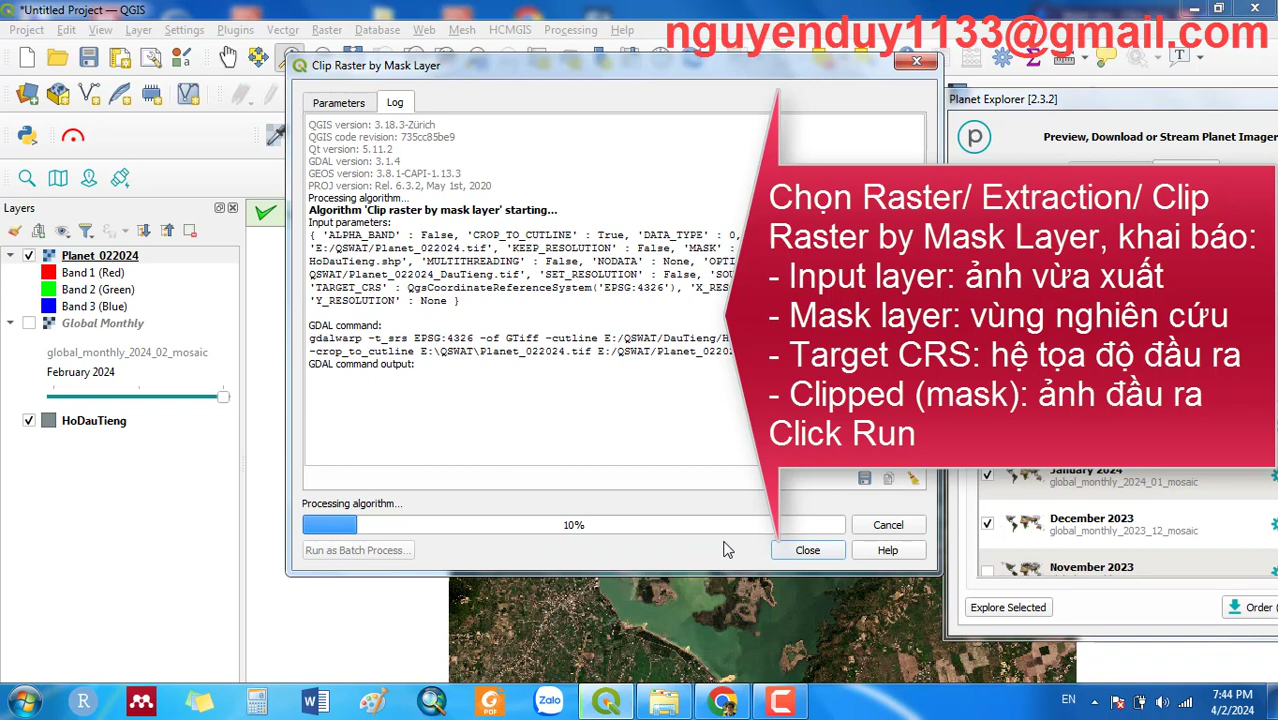 *Untitled Project — QGIS
Project Edit View Layer Settings Plugins Vector Raster Database Web Mesh HCMGIS Processing Help
nguyenduy1133@gmail.com
Clip Raster by Mask Layer
Parameters Log
QGIS version: 3.18.3-Zürich
QGIS code revision: 735cc85be9
Qt version: 5.11.2
GDAL version: 3.1.4
GEOS version: 3.8.1-CAPI-1.13.3
PROJ version: Rel. 6.3.2, May 1st, 2020
Processing algorithm…
Algorithm 'Clip raster by mask layer' starting…
Input parameters:
{ 'ALPHA_BAND' : False, 'CROP_TO_CUTLINE' : True, 'DATA_TYPE' : 0,
'E:/QSWAT/Planet_022024.tif', 'KEEP_RESOLUTION' : False, 'MASK' :
HoDauTieng.shp', 'MULTITHREADING' : False, 'NODATA' : None, 'OPTI
QSWAT/Planet_022024_DauTieng.tif', 'SET_RESOLUTION' : False, 'SOU
'TARGET_CRS' : QgsCoordinateReferenceSystem('EPSG:4326'), 'X_RES
'Y_RESOLUTION' : None }
GDAL command:
gdalwarp -t_srs EPSG:4326 -of GTiff -cutline E:/QSWAT/DauTieng/H
-crop_to_cutline E:\QSWAT\Planet_022024.tif E:/QSWAT/Planet_022
GDAL command output:
Processing algorithm…
10%
Cancel
Run as Batch Process…
Close
Help
Layers
Planet_022024
Band 1 (Red)
Band 2 (Green)
Band 3 (Blue)
Global Monthly
global_monthly_2024_02_mosaic
February 2024
HoDauTieng
Planet Explorer [2.3.2]
Preview, Download or Stream Planet Imager
Chọn Raster/ Extraction/ Clip
Raster by Mask Layer, khai báo:
- Input layer: ảnh vừa xuất
- Mask layer: vùng nghiên cứu
- Target CRS: hệ tọa độ đầu ra
- Clipped (mask): ảnh đầu ra
Click Run
January 2024
global_monthly_2024_01_mosaic
December 2023
global_monthly_2023_12_mosaic
November 2023
Explore Selected
Order (
R
PDF
Zalo
EN
7:44 PM
4/2/2024